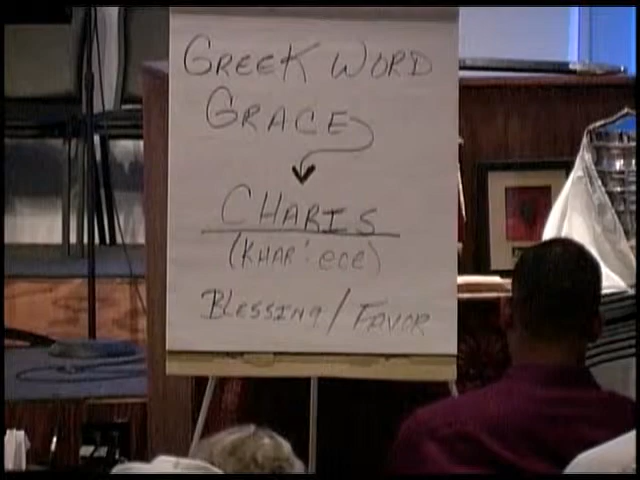 GREEK WORD
GRACE
CHARIS
(KHAR'ECE)
BLESSING/FAVOR